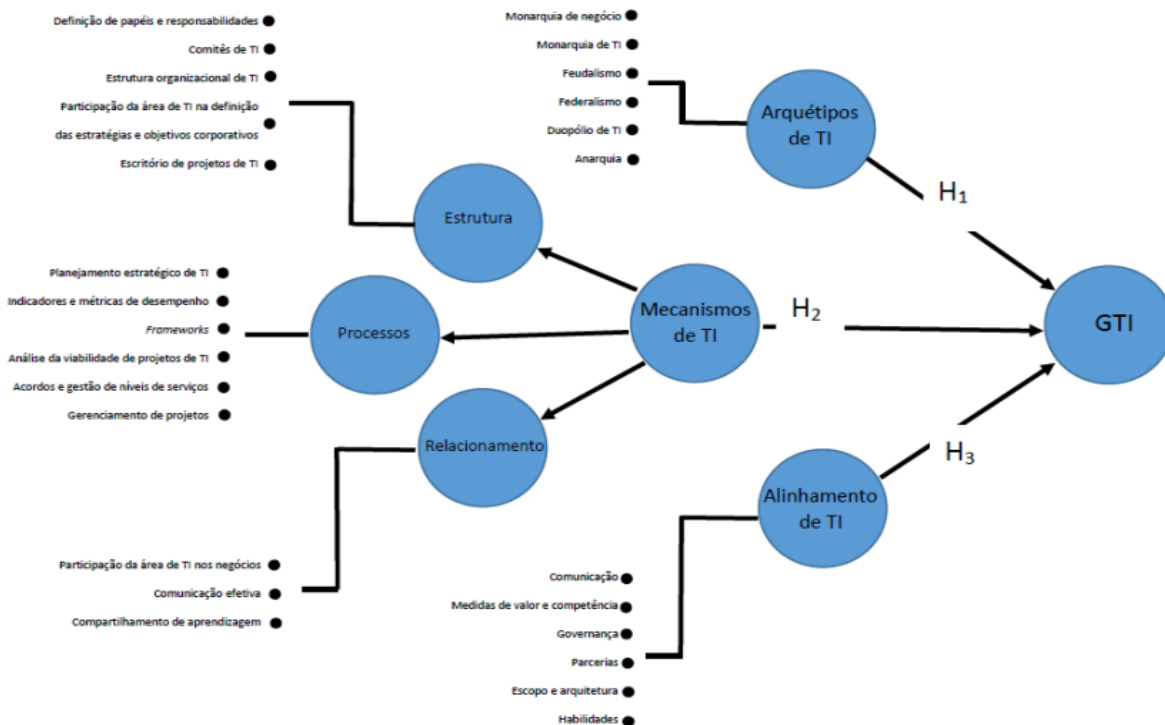 Definição de papéis e responsabilidades
Comitês de TI
Estrutura organizacional de TI
Participação da área de TI na definição
das estratégias e objetivos corporativos
Escritório de projetos de TI
Monarquia de negócio
Monarquia de TI
Feudalismo
Federalismo
Duopólio de TI
Anarquia
Arquétipos
de TI
H1
Estrutura
Planejamento estratégico de TI
Indicadores e métricas de desempenho
Frameworks
Análise da viabilidade de projetos de TI
Acordos e gestão de níveis de serviços
Gerenciamento de projetos
Processos
Mecanismos
de TI
H2
GTI
Relacionamento
H3
Alinhamento
de TI
Participação da área de TI nos negócios
Comunicação efetiva
Compartilhamento de aprendizagem
Comunicação
Medidas de valor e competência
Governança
Parcerias
Escopo e arquitetura
Habilidades